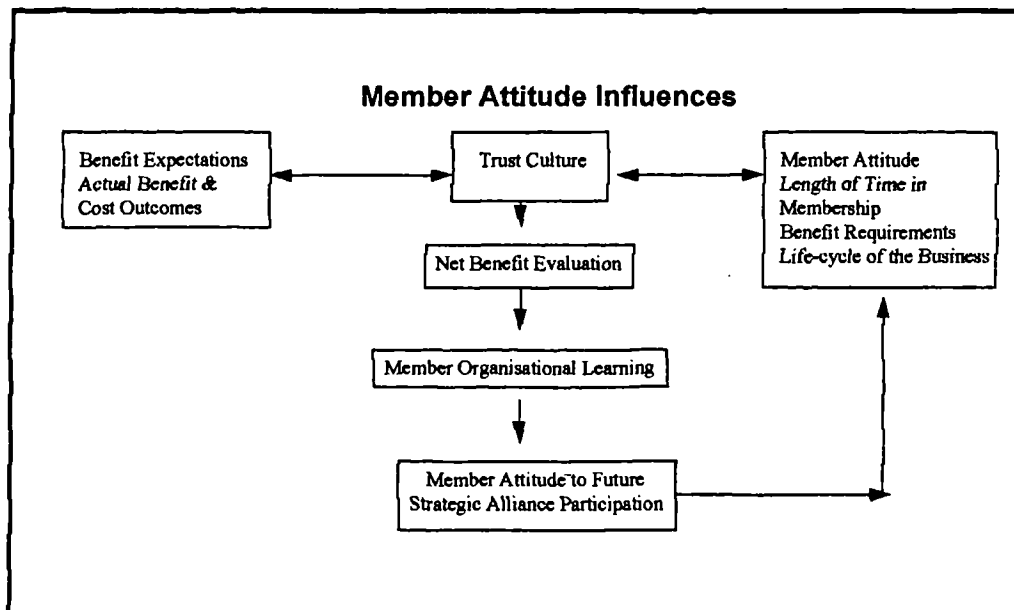 Member Attitude Influences
Benefit Expectations
Actual Benefit &
Cost Outcomes
Trust Culture
Member Attitude
Length of Time in
Membership
Benefit Requirements
Life-cycle of the Business
Net Benefit Evaluation
Member Organisational Learning
Member Attitude to Future
Strategic Alliance Participation